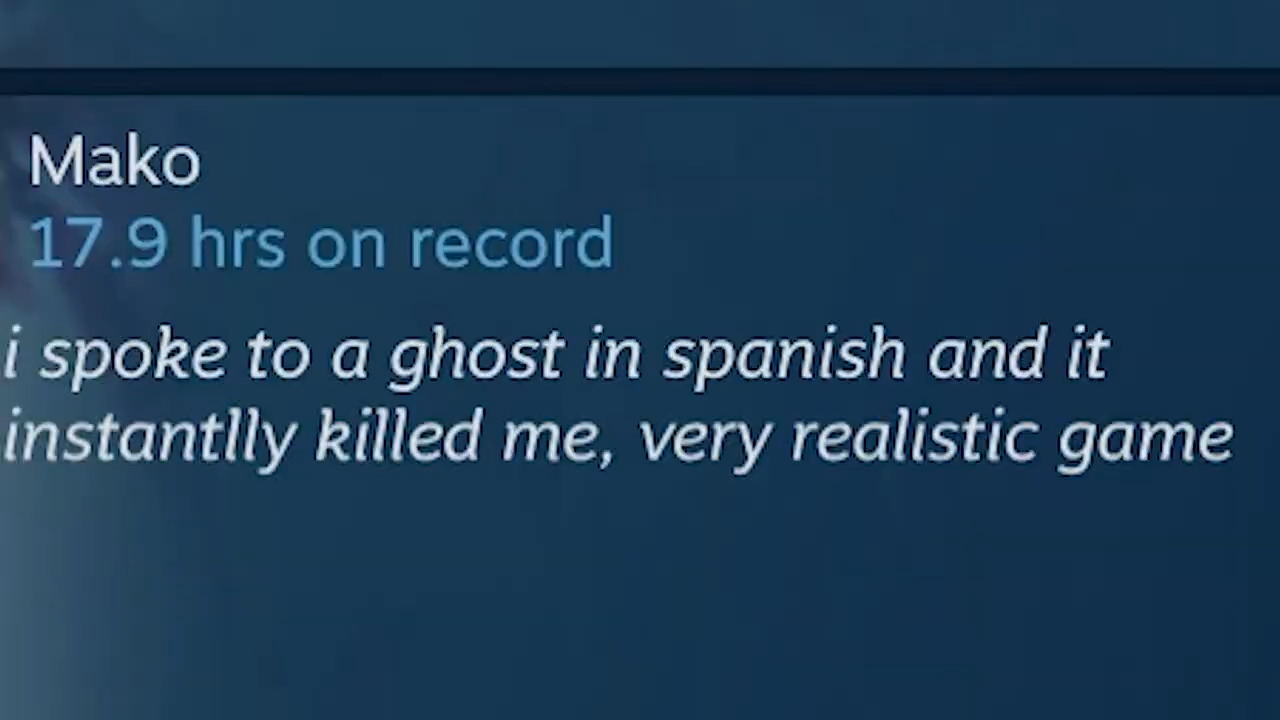 Mako
17.9 hrs on record
i spoke to a ghost in spanish and it
instantlly killed me, very realistic game